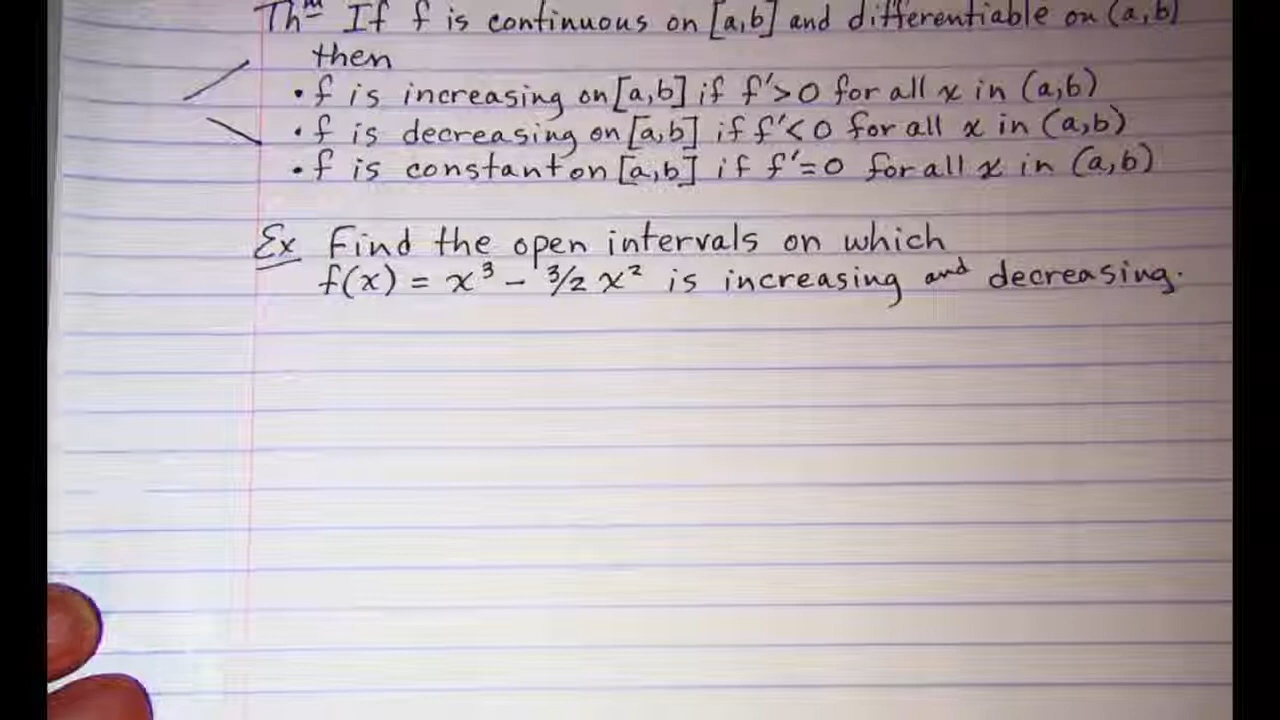 Thm If f is continuous on [a,b] and differentiable on (a,b)
then
• f is increasing on [a,b] if f'>0 for all x in (a,b)
• f is decreasing on [a,b] if f'<0 for all x in (a,b)
• f is constant on [a,b] if f'=0 for all x in (a,b)
Ex Find the open intervals on which
f(x) = x³ - 3/2 x² is increasing and decreasing.